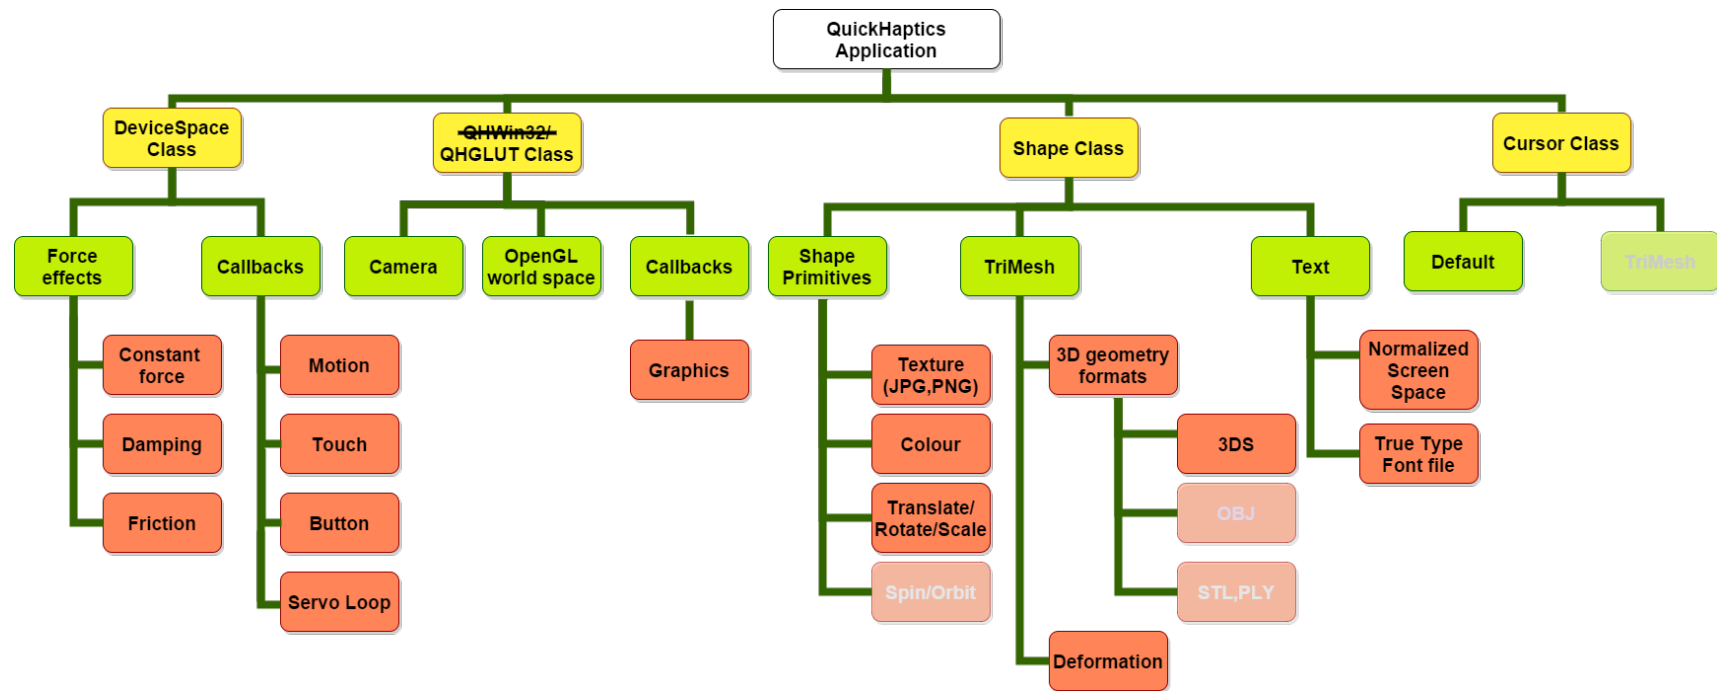 QuickHaptics
Application
DeviceSpace
Class
QHWin32/
QHGLUT Class
Shape Class
Cursor Class
Force
effects
Callbacks
Camera
OpenGL
world space
Callbacks
Shape
Primitives
TriMesh
Text
Default
TriMesh
Constant
force
Damping
Friction
Motion
Touch
Button
Servo Loop
Graphics
Texture
(JPG,PNG)
Colour
Translate/
Rotate/Scale
Spin/Orbit
3D geometry
formats
3DS
OBJ
STL,PLY
Deformation
Normalized
Screen
Space
True Type
Font file